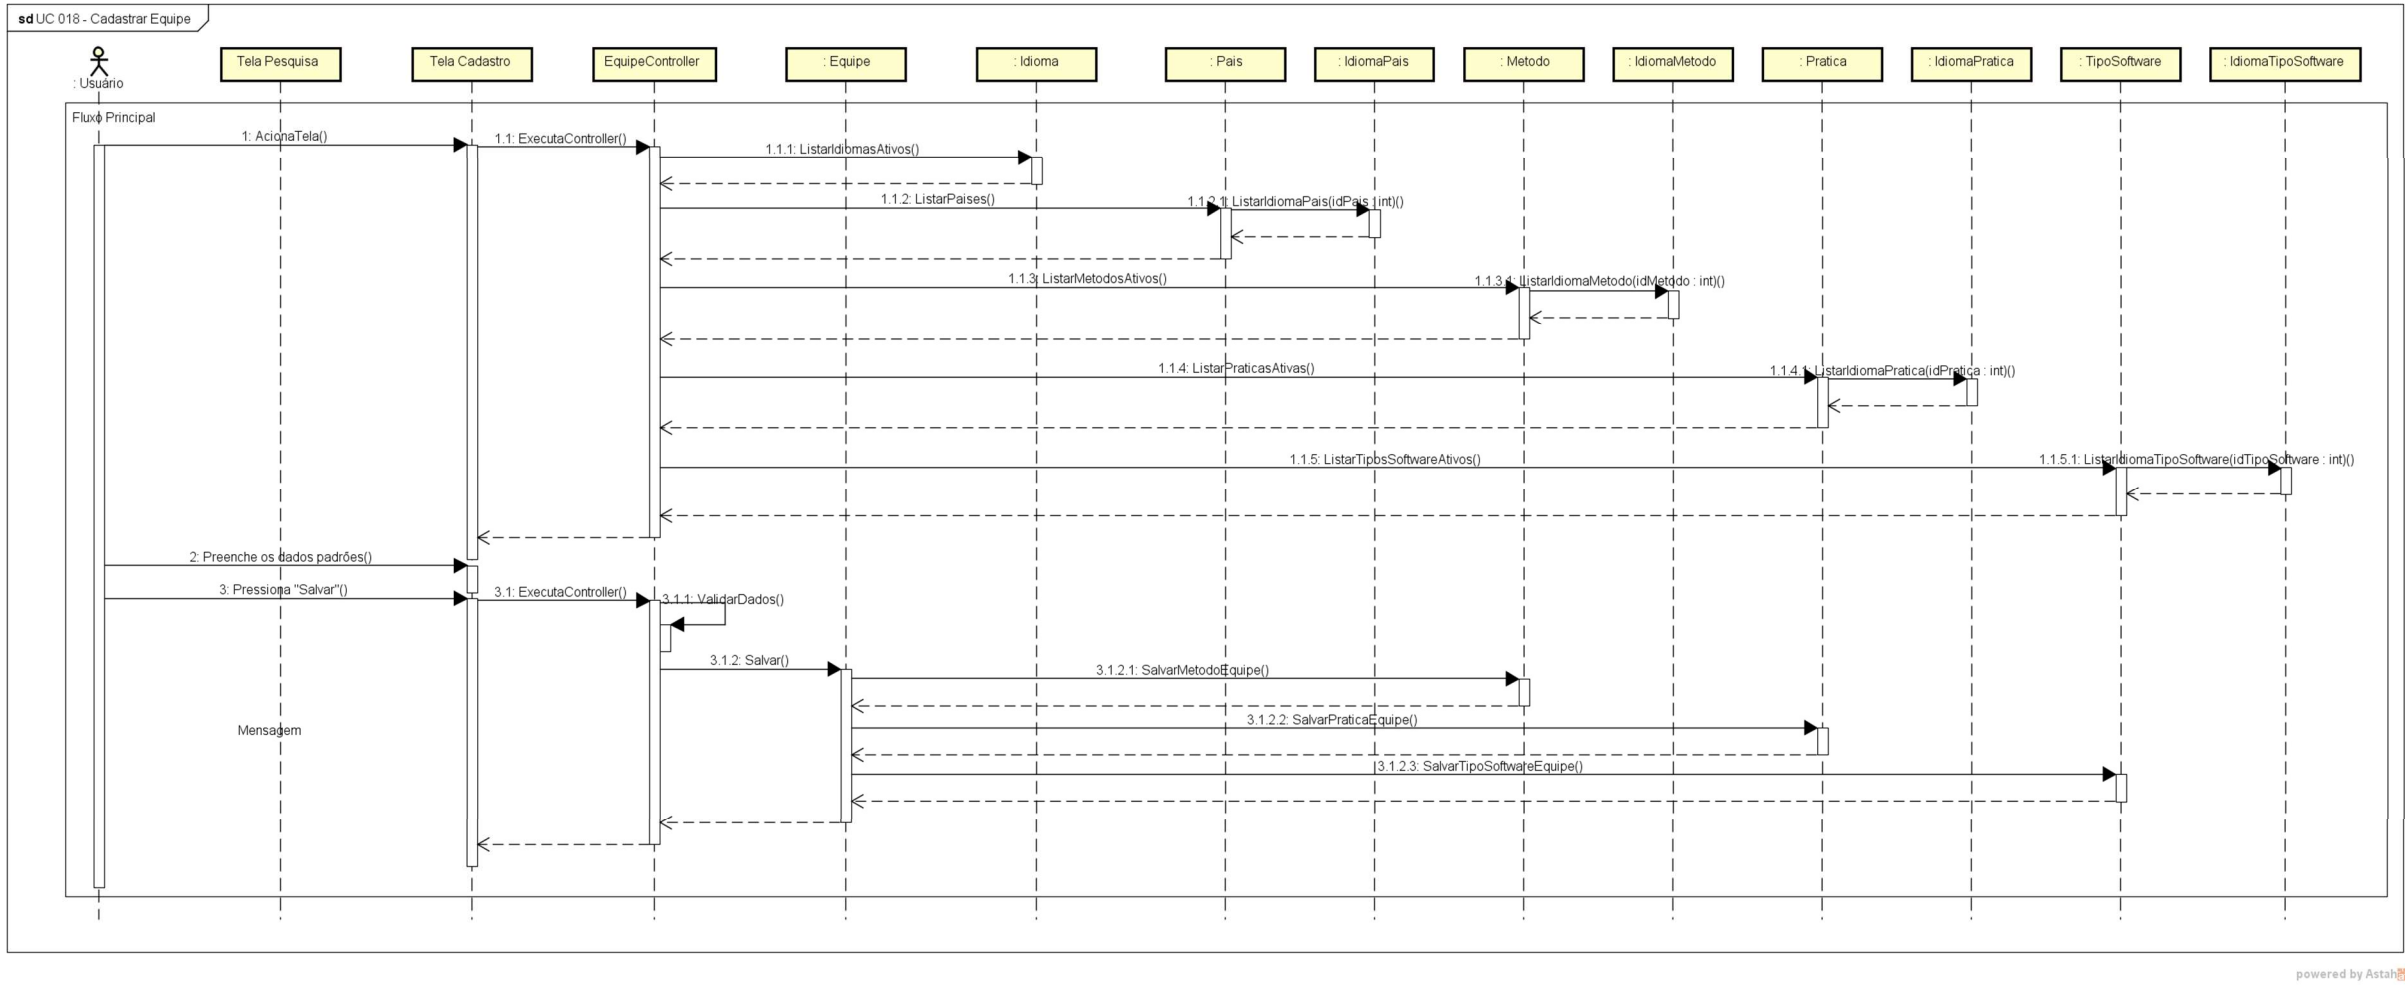 sd UC 018 - Cadastrar Equipe
: Usuário
Tela Pesquisa
Tela Cadastro
EquipeController
: Equipe
: Idioma
: Pais
: IdiomaPais
: Metodo
: IdiomaMetodo
: Pratica
: IdiomaPratica
: TipoSoftware
: IdiomaTipoSoftware
Fluxo Principal
1: AcionaTela()
1.1: ExecutaController()
1.1.1: ListarIdiomasAtivos()
1.1.2: ListarPaises()
1.1.2.1: ListarIdiomaPais(idPais : int)()
1.1.3: ListarMetodosAtivos()
1.1.3.1: ListarIdiomaMetodo(idMetodo : int)()
1.1.4: ListarPraticasAtivas()
1.1.4.1: ListarIdiomaPratica(idPratica : int)()
1.1.5: ListarTiposSoftwareAtivos()
1.1.5.1: ListarIdiomaTipoSoftware(idTipoSoftware : int)()
2: Preenche os dados padrões()
3: Pressiona "Salvar"()
3.1: ExecutaController()
3.1.1: ValidarDados()
3.1.2: Salvar()
3.1.2.1: SalvarMetodoEquipe()
3.1.2.2: SalvarPraticaEquipe()
Mensagem
3.1.2.3: SalvarTipoSoftwareEquipe()
powered by Astah